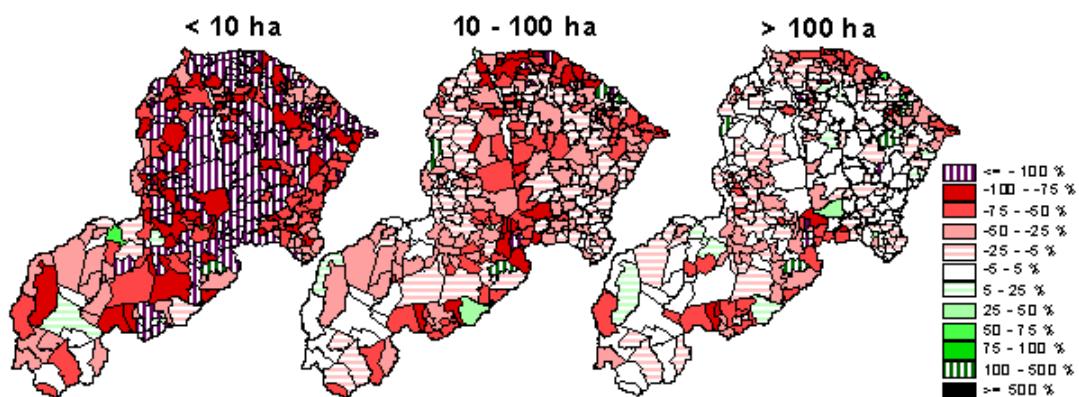 < 10 ha
10 - 100 ha
> 100 ha
<= - 100 %
-100 - -75 %
-75 - -50 %
-50 - -25 %
-25 - -5 %
-5 - 5 %
5 - 25 %
25 - 50 %
50 - 75 %
75 - 100 %
100 - 500 %
>= 500 %